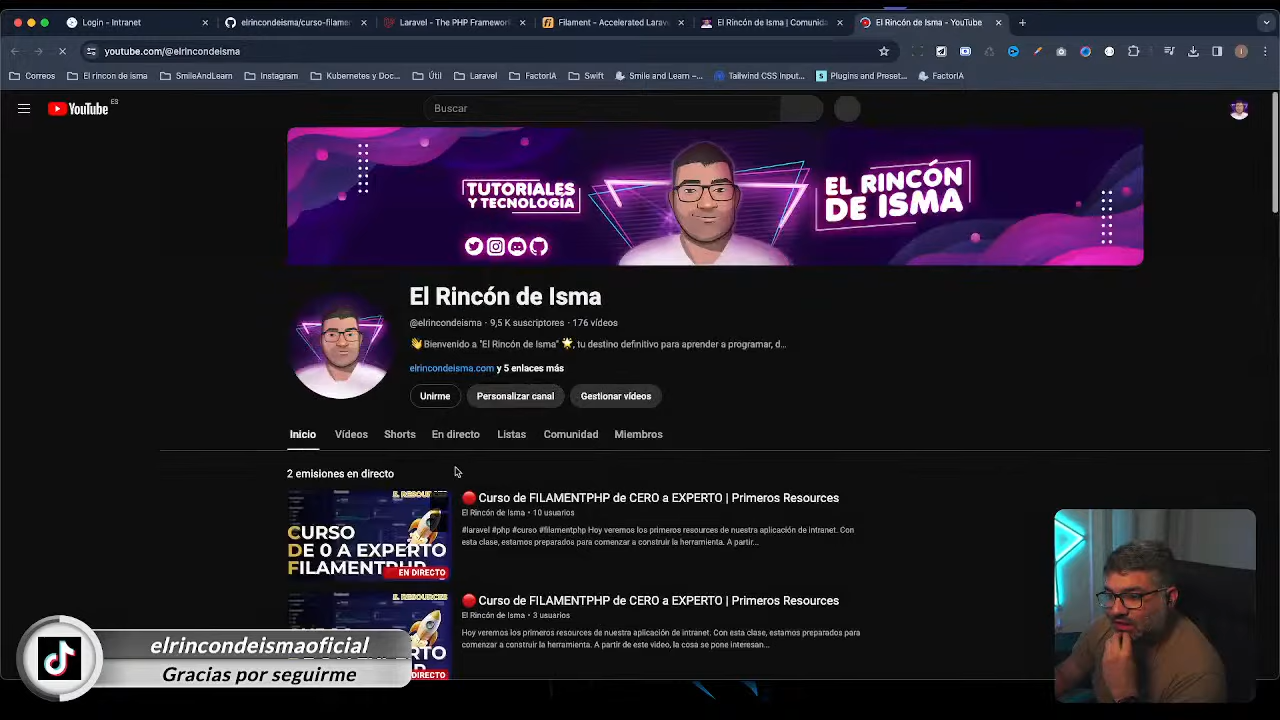 Login - Intranet
elrincondeisma/curso-filamen
Laravel - The PHP Framework
Filament - Accelerated Larave
El Rincón de Isma | Comunida
El Rincón de Isma - YouTube
youtube.com/@elrincondeisma
Correos
El rincon de isma
SmileAndLearn
Instagram
Kubernetes y Doc...
Útil
Laravel
FactorIA
Swift
Smile and Learn –...
Tailwind CSS Input...
Plugins and Preset...
FactorIA
YouTube ES
Buscar
TUTORIALES
Y TECNOLOGÍA
EL RINCÓN
DE ISMA
El Rincón de Isma
@elrincondeisma · 9,5 K suscriptores · 176 vídeos
👋Bienvenido a "El Rincón de Isma" 🌟, tu destino definitivo para aprender a programar, d...
elrincondeisma.com y 5 enlaces más
Unirme
Personalizar canal
Gestionar vídeos
Inicio
Vídeos
Shorts
En directo
Listas
Comunidad
Miembros
2 emisiones en directo
CURSO
DE 0 A EXPERTO
FILAMENTPHP
EN DIRECTO
🔴 Curso de FILAMENTPHP de CERO a EXPERTO | Primeros Resources
El Rincón de Isma • 10 usuarios
#laravel #php #curso #filamentphp Hoy veremos los primeros resources de nuestra aplicación de intranet. Con
esta clase, estamos preparados para comenzar a construir la herramienta. A partir...
🔴 Curso de FILAMENTPHP de CERO a EXPERTO | Primeros Resources
El Rincón de Isma • 3 usuarios
Hoy veremos los primeros resources de nuestra aplicación de intranet. Con esta clase, estamos preparados para
comenzar a construir la herramienta. A partir de este video, la cosa se pone interesan...
DIRECTO
elrincondeismaoficial
Gracias por seguirme